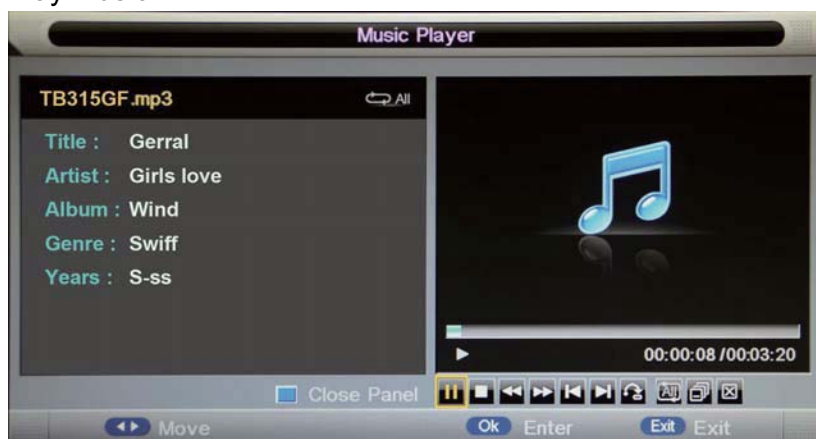 Music Player
TB315GF.mp3 All
Title : Gerral
Artist : Girls love
Album : Wind
Genre : Swiff
Years : S-ss
00:00:08 /00:03:20
Close Panel
All
Move
Ok Enter
Exit Exit